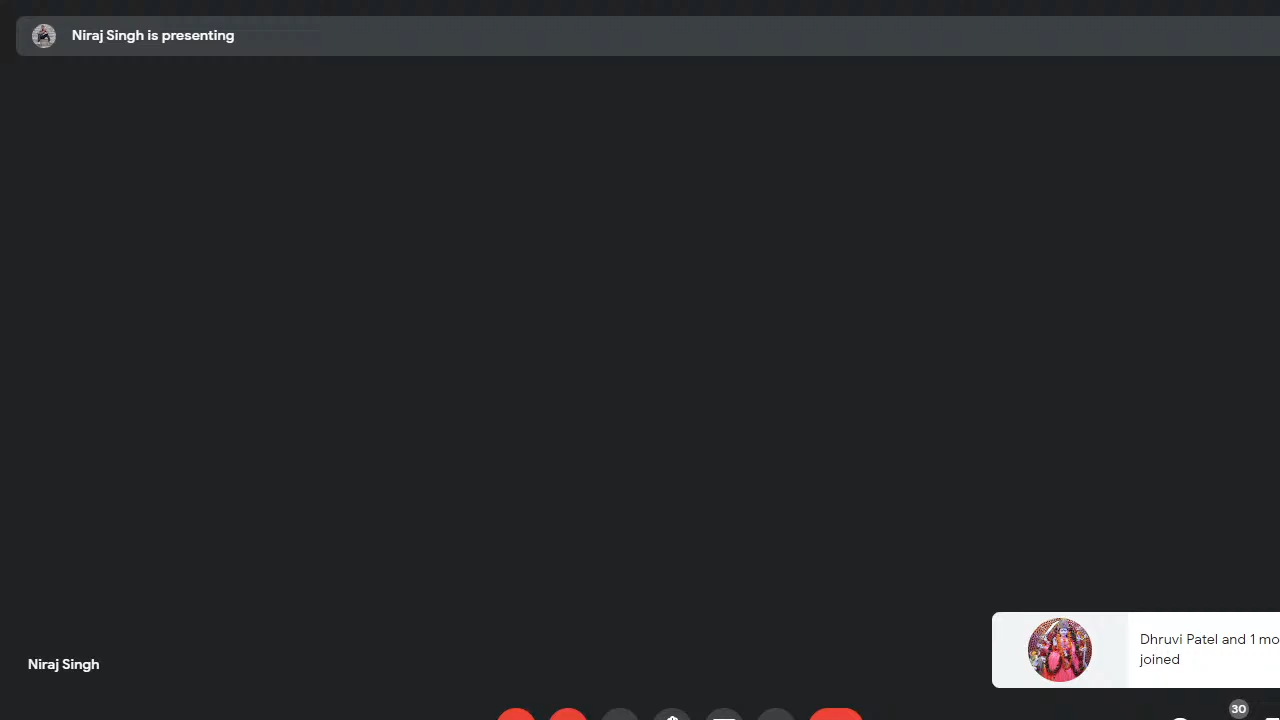 Niraj Singh is presenting
Dhruvi Patel and 1 mo
joined
Niraj Singh
30